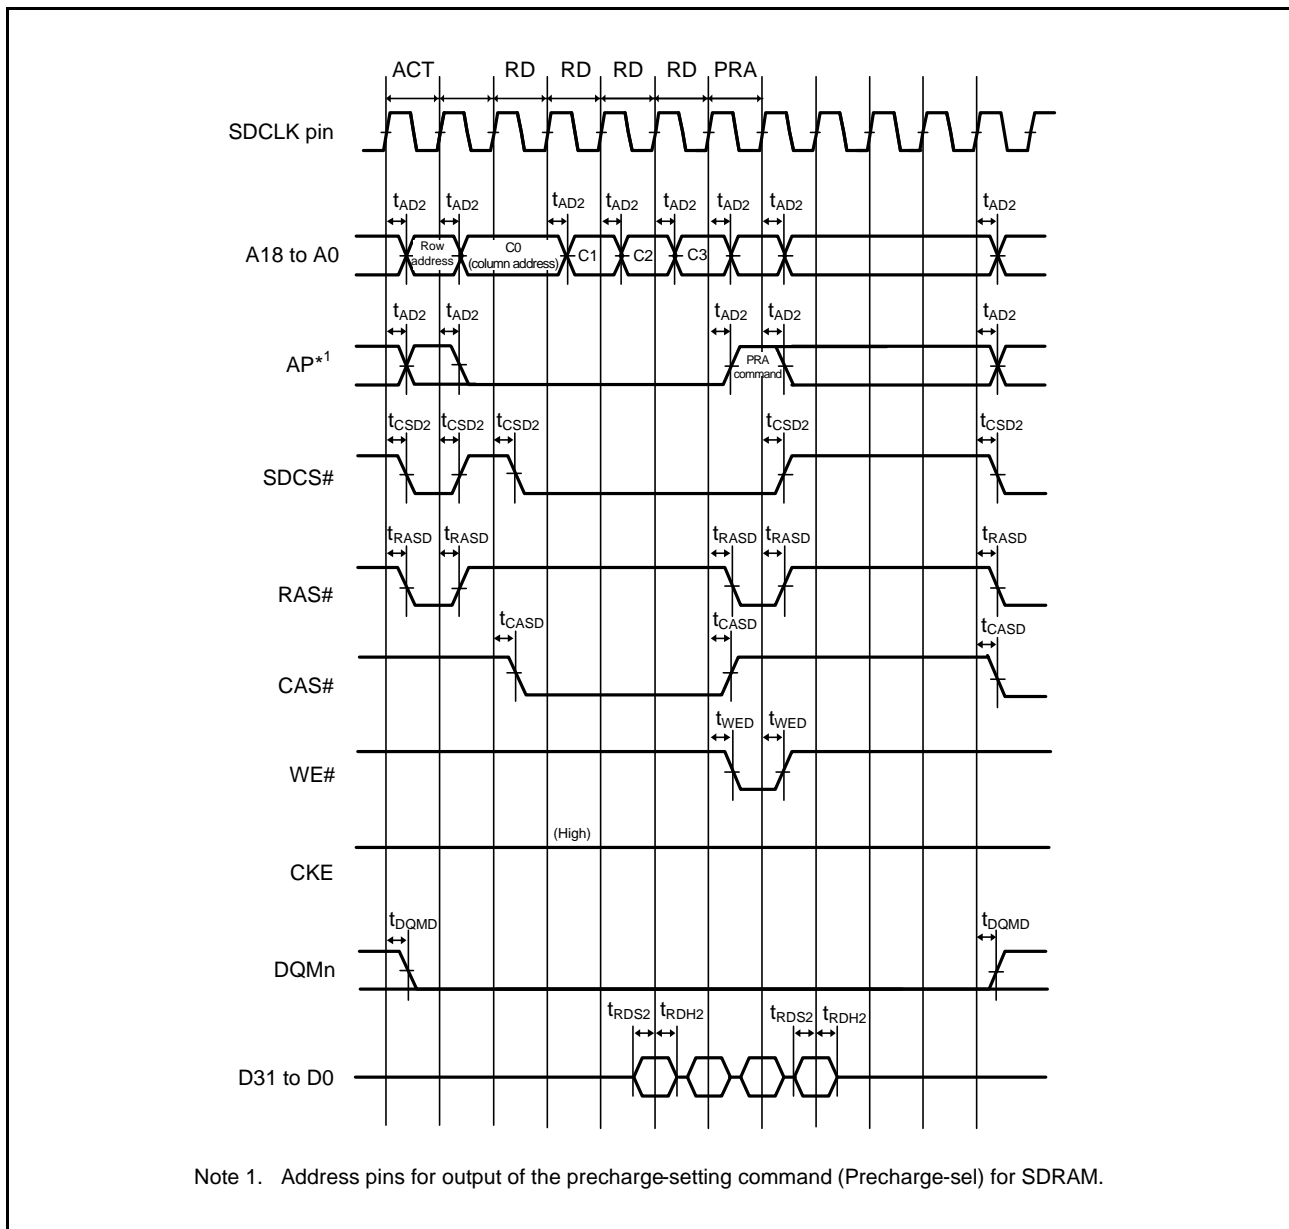 ACT RD RD RD RD PRA
SDCLK pin
tAD2 tAD2 tAD2 tAD2 tAD2 tAD2 tAD2 tAD2
A18 to A0
Row
address
C0
(column address)
C1 C2 C3
tAD2 tAD2 tAD2 tAD2 tAD2
AP*1
PRA
command
tCSD2 tCSD2 tCSD2 tCSD2 tCSD2
SDCS#
tRASD tRASD tRASD tRASD tRASD
RAS#
tCASD tCASD tCASD
CAS#
tWED tWED
WE#
(High)
CKE
tDQMD tDQMD
DQMn
tRDS2 tRDH2 tRDS2 tRDH2
D31 to D0
Note 1. Address pins for output of the precharge-setting command (Precharge-sel) for SDRAM.